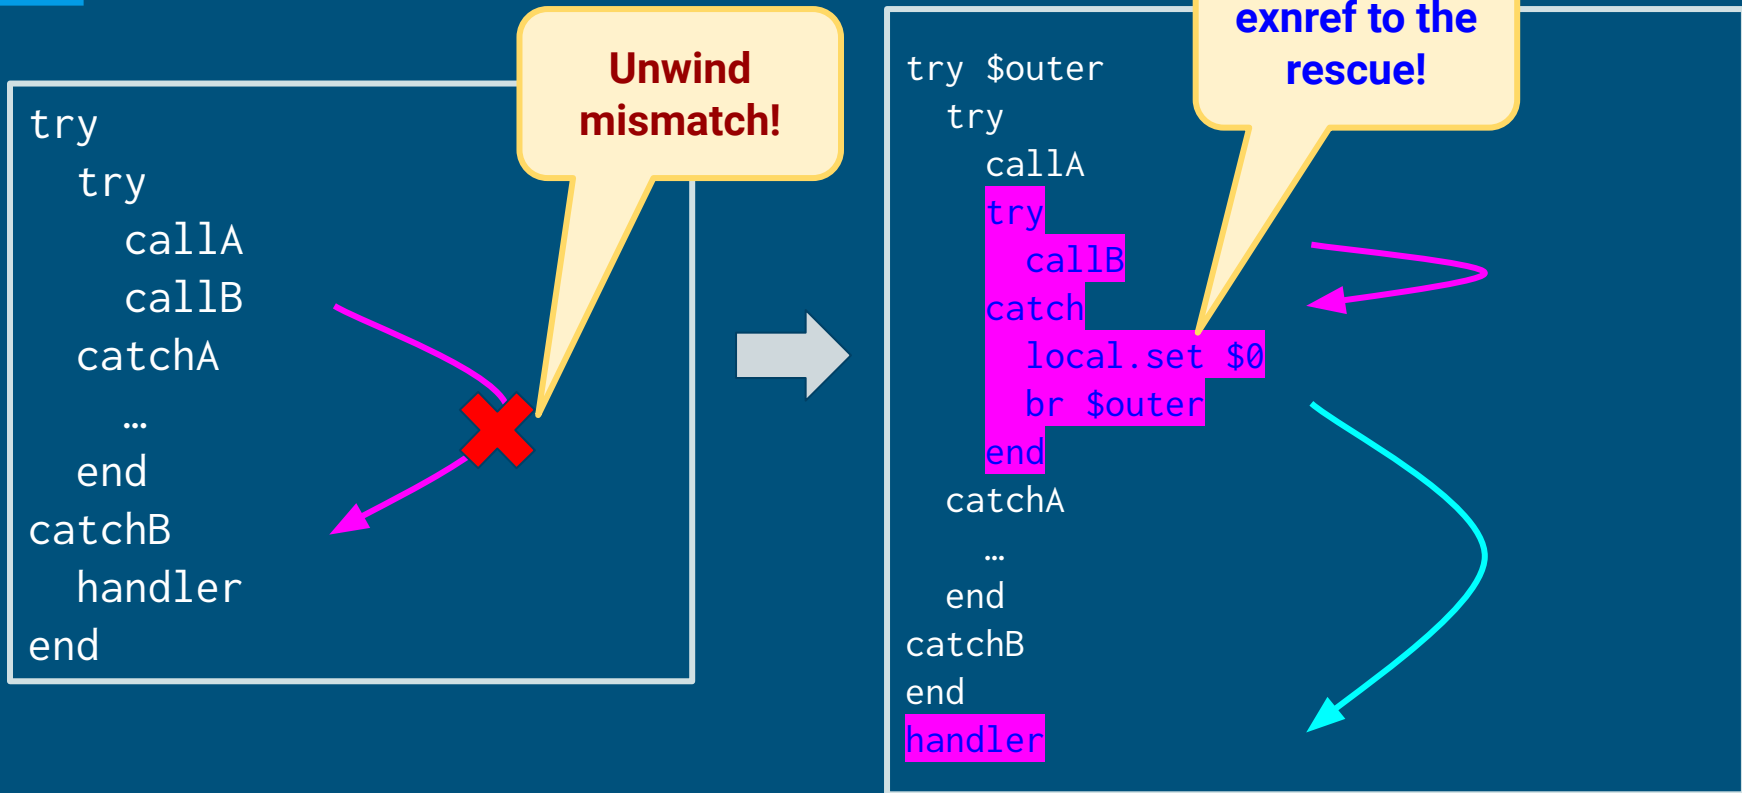 Unwind
mismatch!
try
  try
    callA
    callB
  catchA
    …
  end
catchB
  handler
end
exnref to the
rescue!
try $outer
  try
    callA
    try
      callB
    catch
      local.set $0
      br $outer
    end
  catchA
    …
  end
catchB
end
handler